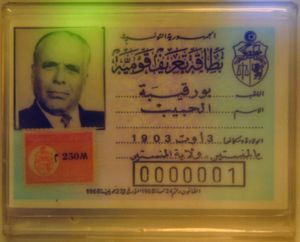 الجمهورية التونسية
بطاقة تعريف قومية
اللقب بورقيبة
الاسم الحبيب
3 أوت 1903
بالمنستير - ولاية المنستير
250M
0000001